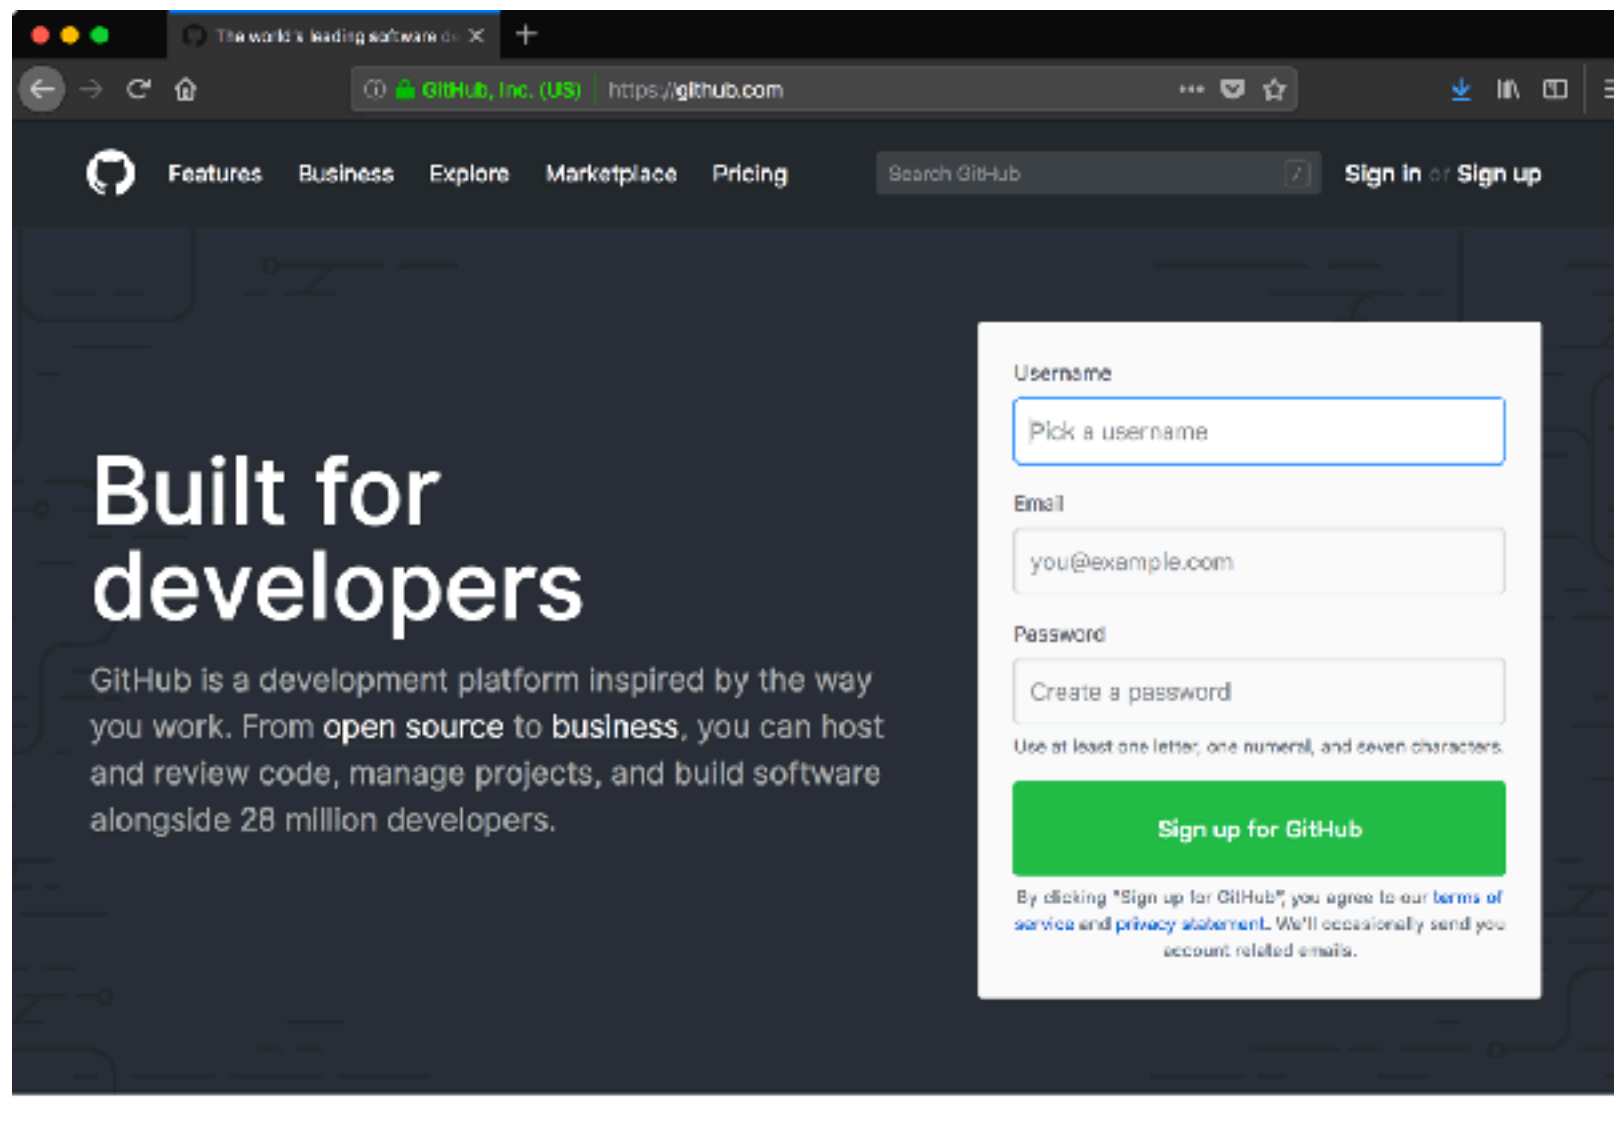 The world's leading software de
GitHub, Inc. (US) https://github.com
Features Business Explore Marketplace Pricing Search GitHub / Sign in or Sign up
Built for
developers
GitHub is a development platform inspired by the way
you work. From open source to business, you can host
and review code, manage projects, and build software
alongside 28 million developers.
Username
Pick a username
Email
you@example.com
Password
Create a password
Use at least one letter, one numeral, and seven characters.
Sign up for GitHub
By clicking "Sign up for GitHub", you agree to our terms of
service and privacy statement. We'll occasionally send you
account related emails.